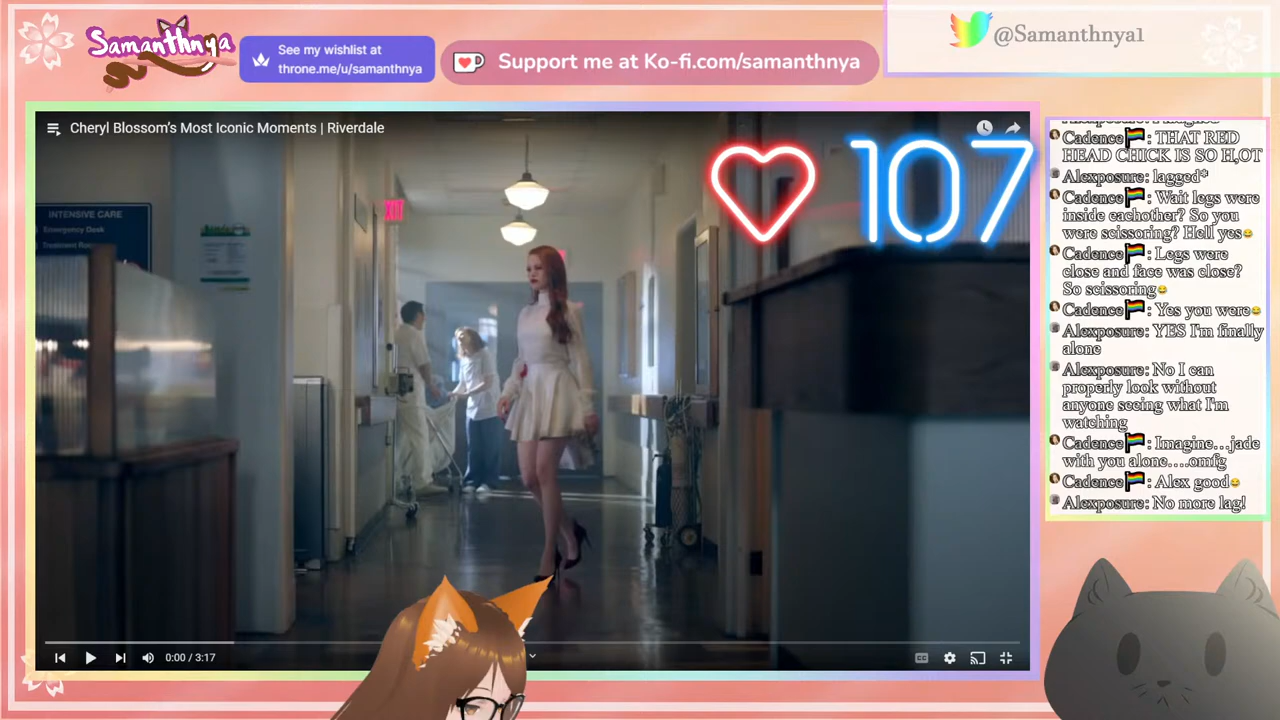 Samanthnya
See my wishlist at
throne.me/u/samanthnya
Support me at Ko-fi.com/samanthnya
@Samanthnya1
Cheryl Blossom's Most Iconic Moments | Riverdale
107
INTENSIVE CARE
Emergency Desk
EXIT
0:00 / 3:17
CC
Cadence: THAT RED
HEAD CHICK IS SO H,OT
Alexposure: lagged*
Cadence: Wait legs were
inside eachother? So you
were scissoring? Hell yes
Cadence: Legs were
close and face was close?
So scissoring
Cadence: Yes you were
Alexposure: YES I'm finally
alone
Alexposure: No I can
properly look without
anyone seeing what I'm
watching
Cadence: Imagine...jade
with you alone....omfg
Cadence: Alex good
Alexposure: No more lag!